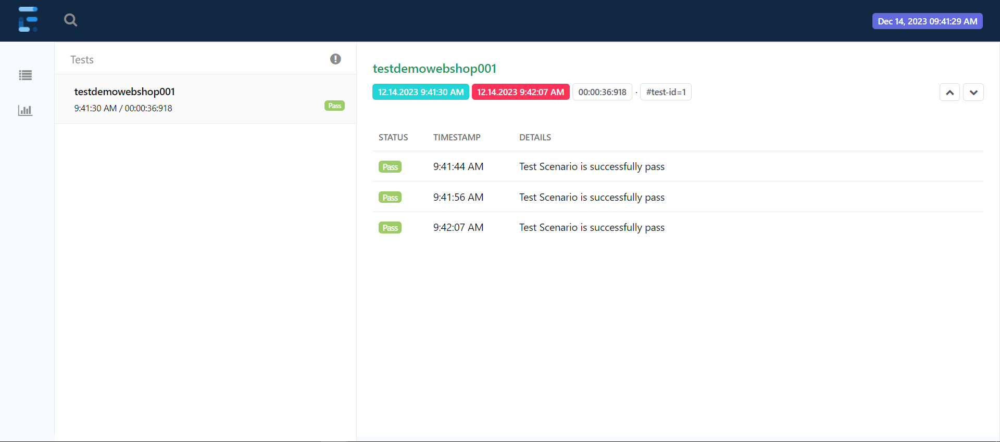 Dec 14, 2023 09:41:29 AM
Tests
testdemowebshop001
9:41:30 AM / 00:00:36:918
Pass
testdemowebshop001
12.14.2023 9:41:30 AM 12.14.2023 9:42:07 AM 00:00:36:918 · #test-id=1
STATUS TIMESTAMP DETAILS
Pass 9:41:44 AM Test Scenario is successfully pass
Pass 9:41:56 AM Test Scenario is successfully pass
Pass 9:42:07 AM Test Scenario is successfully pass